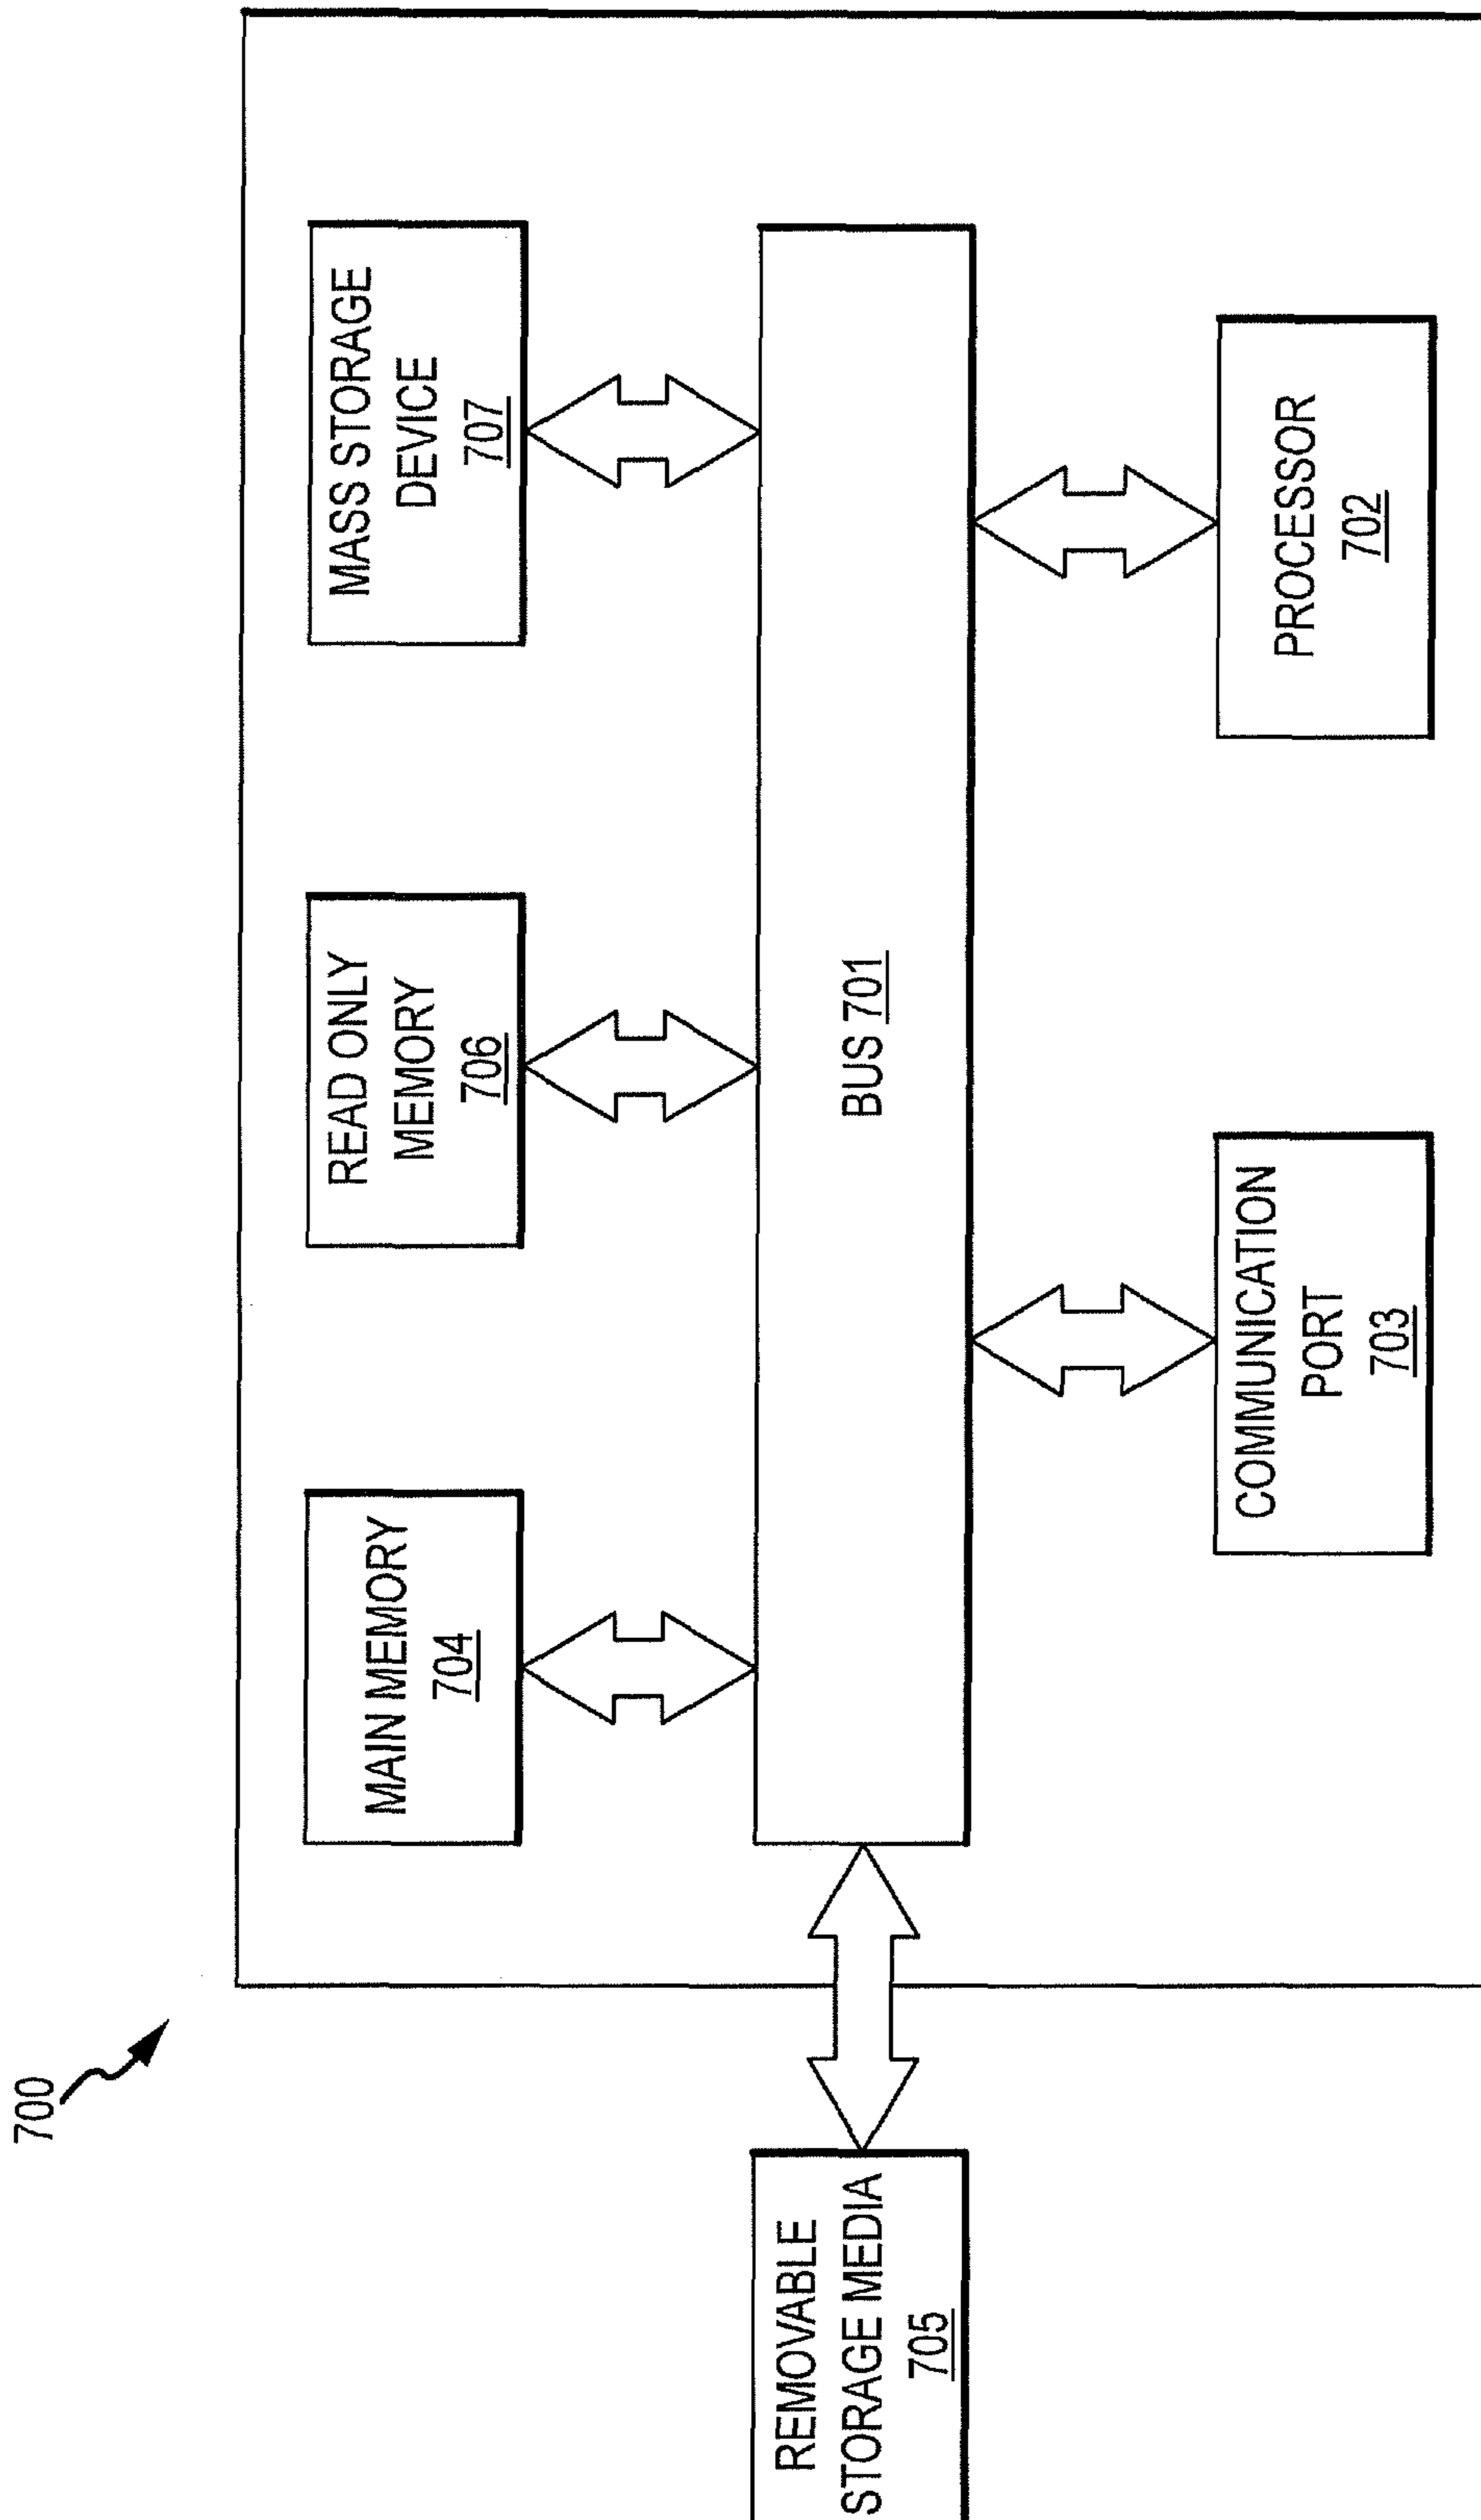 700
MAIN MEMORY
704
READ ONLY
MEMORY
706
MASS STORAGE
DEVICE
707
REMOVABLE
STORAGE MEDIA
705
BUS 701
COMMUNICATION
PORT
703
PROCESSOR
702